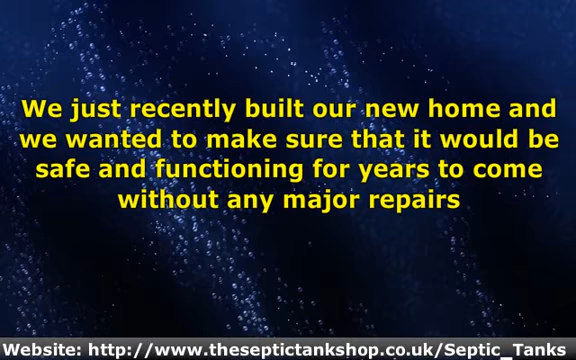 We just recently built our new home and
we wanted to make sure that it would be
safe and functioning for years to come
without any major repairs
Website: http://www.theseptictankshop.co.uk/Septic_Tanks